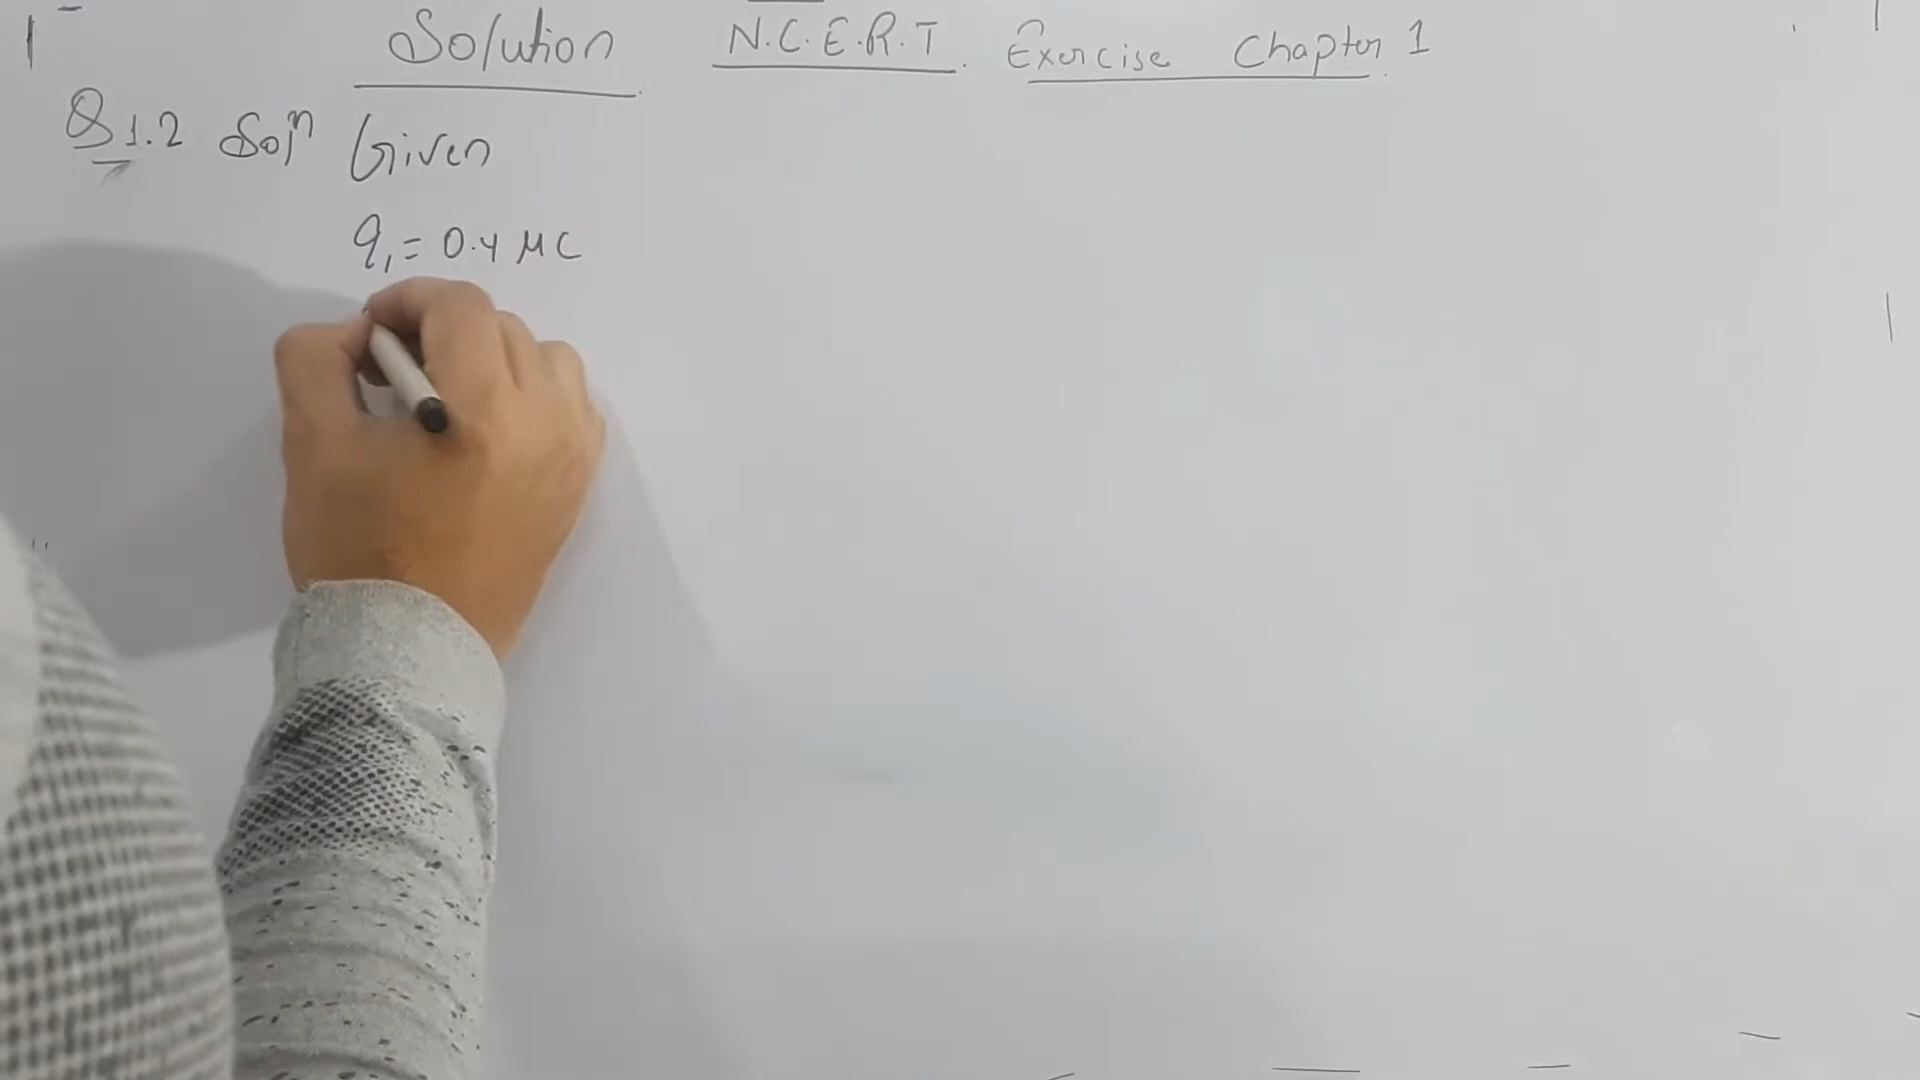 Solution N.C.E.R.T. Exercise Chapter 1
Q 1.2 Solⁿ Given
q₁ = 0.4 μC